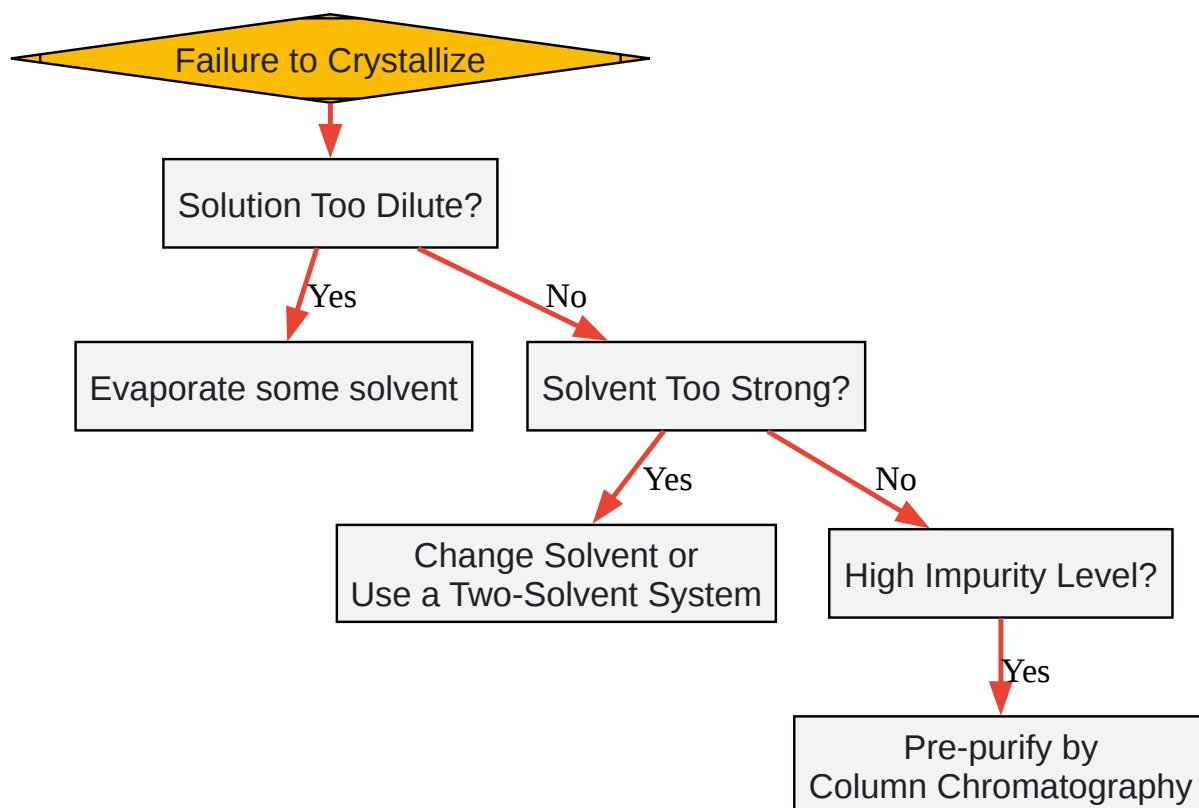 Failure to Crystallize
Solution Too Dilute?
Yes
No
Evaporate some solvent
Solvent Too Strong?
Yes
No
Change Solvent or
Use a Two-Solvent System
High Impurity Level?
Yes
Pre-purify by
Column Chromatography